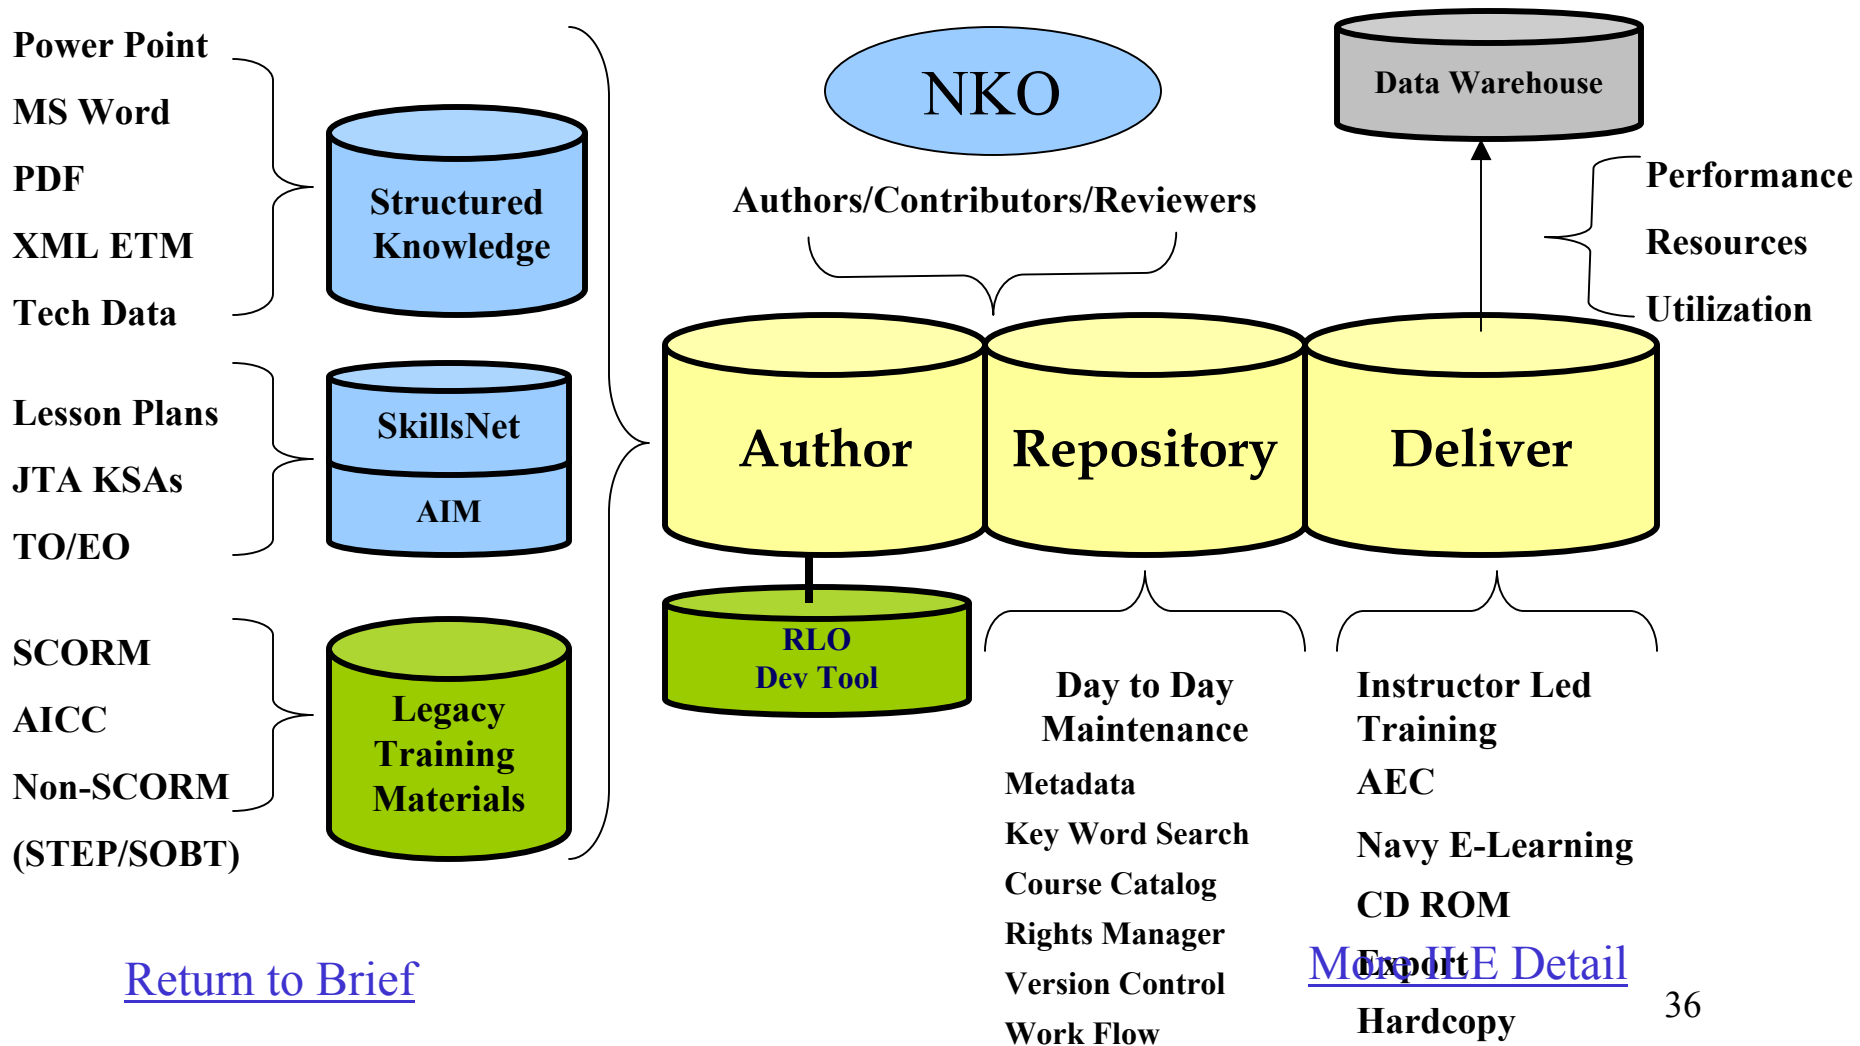 Power Point
MS Word
PDF
XML ETM
Tech Data
Lesson Plans
JTA KSAs
TO/EO
SCORM
AICC
Non-SCORM
(STEP/SOBT)
Structured
Knowledge
SkillsNet
AIM
Legacy
Training
Materials
NKO
Authors/Contributors/Reviewers
Data Warehouse
Performance
Resources
Utilization
Author
Repository
Deliver
RLO
Dev Tool
Day to Day
Maintenance
Metadata
Key Word Search
Course Catalog
Rights Manager
Version Control
Work Flow
Instructor Led
Training
AEC
Navy E-Learning
CD ROM
Export
Hardcopy
Return to Brief
More ILE Detail
36